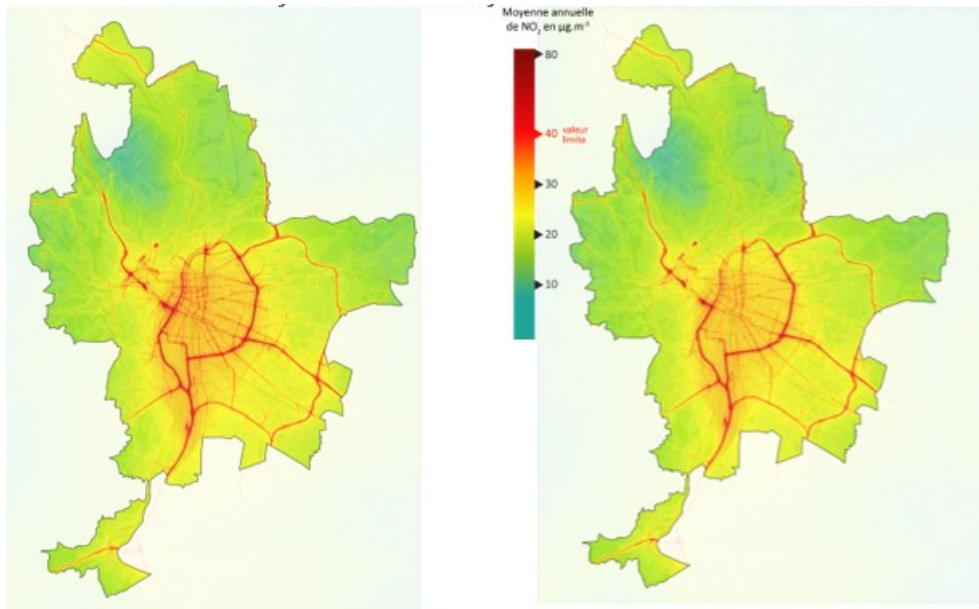 Moyenne annuelle
de NO₂ en µg.m⁻³
80
40 valeur
limite
30
20
10